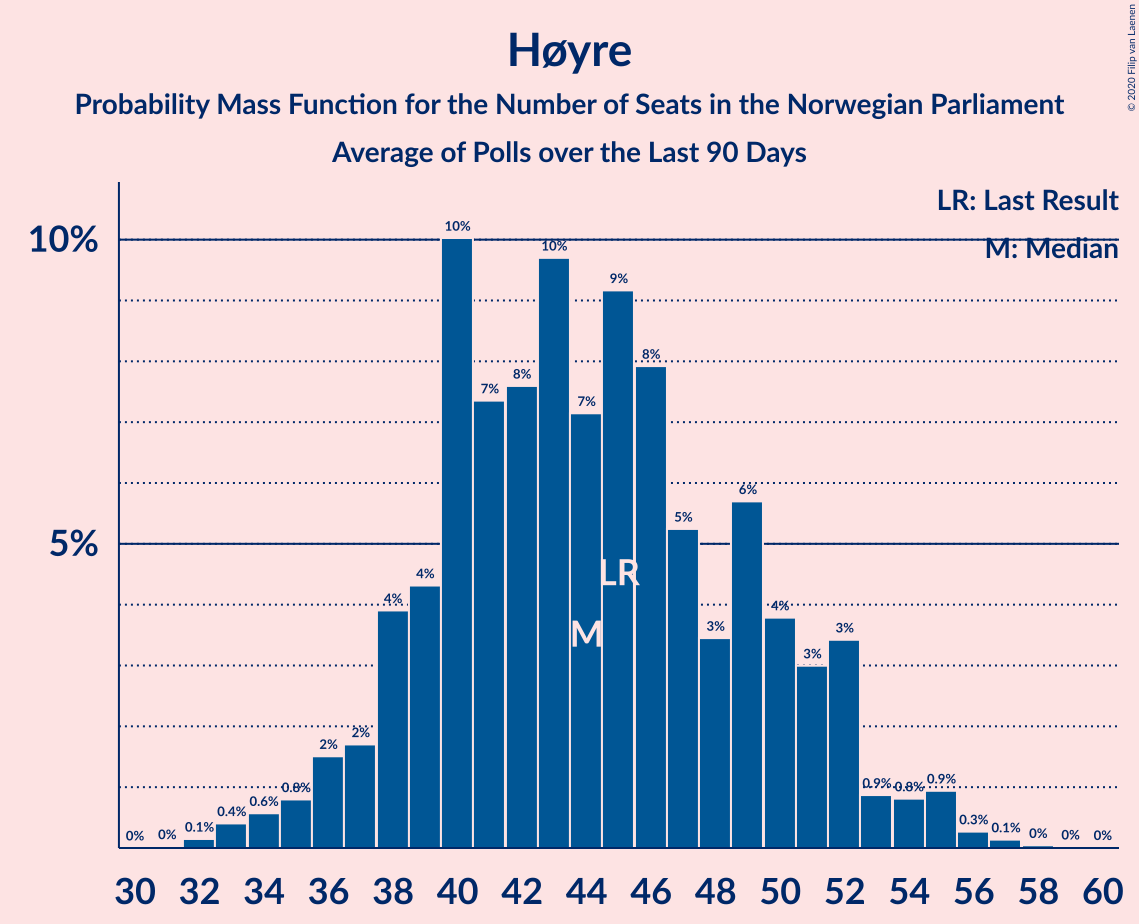 Høyre
Probability Mass Function for the Number of Seats in the Norwegian Parliament
Average of Polls over the Last 90 Days
© 2020 Filip van Laenen
LR: Last Result
M: Median
10%
5%
0% 0% 0.1% 0.4% 0.6% 0.8% 2% 2% 4% 4% 10% 7% 8% 10% 7% 9% 8% 5% 3% 6% 4% 3% 3% 0.9% 0.8% 0.9% 0.3% 0.1% 0% 0% 0%
LR
M
30 32 34 36 38 40 42 44 46 48 50 52 54 56 58 60